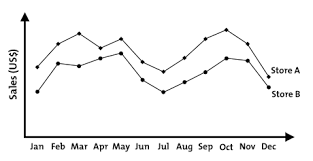 Sales (US$)
Store A
Store B
Jan Feb Mar Apr May Jun Jul Aug Sep Oct Nov Dec